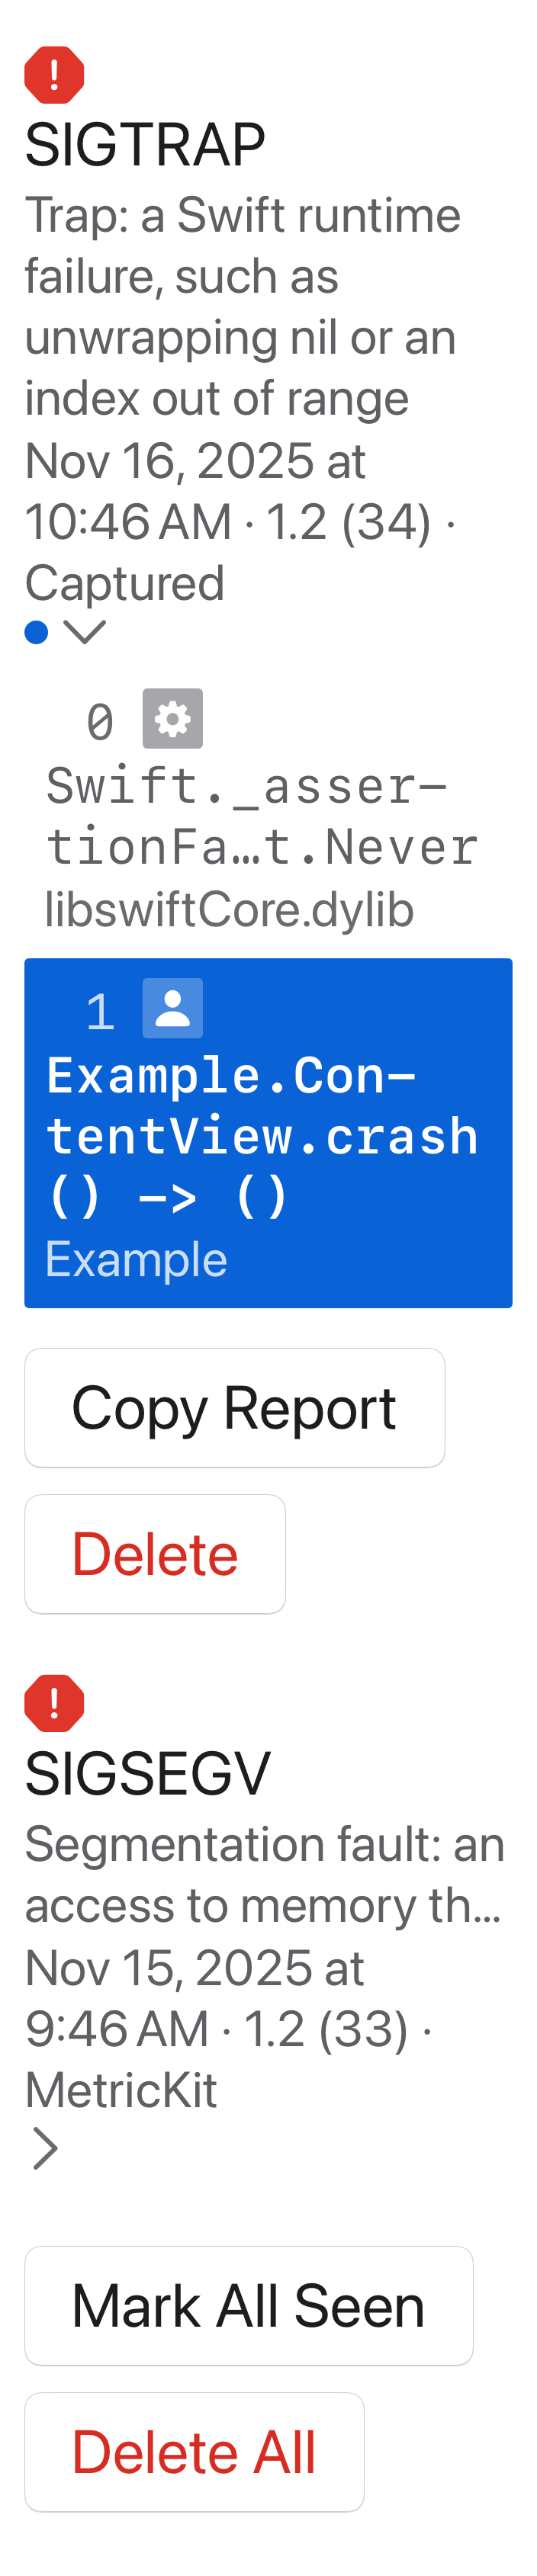 SIGTRAP
Trap: a Swift runtime
failure, such as
unwrapping nil or an
index out of range
Nov 16, 2025 at
10:46 AM · 1.2 (34) ·
Captured
0
Swift._asser-
tionFa…t.Never
libswiftCore.dylib
1
Example.Con-
tentView.crash
() -> ()
Example
Copy Report
Delete
SIGSEGV
Segmentation fault: an
access to memory th…
Nov 15, 2025 at
9:46 AM · 1.2 (33) ·
MetricKit
Mark All Seen
Delete All